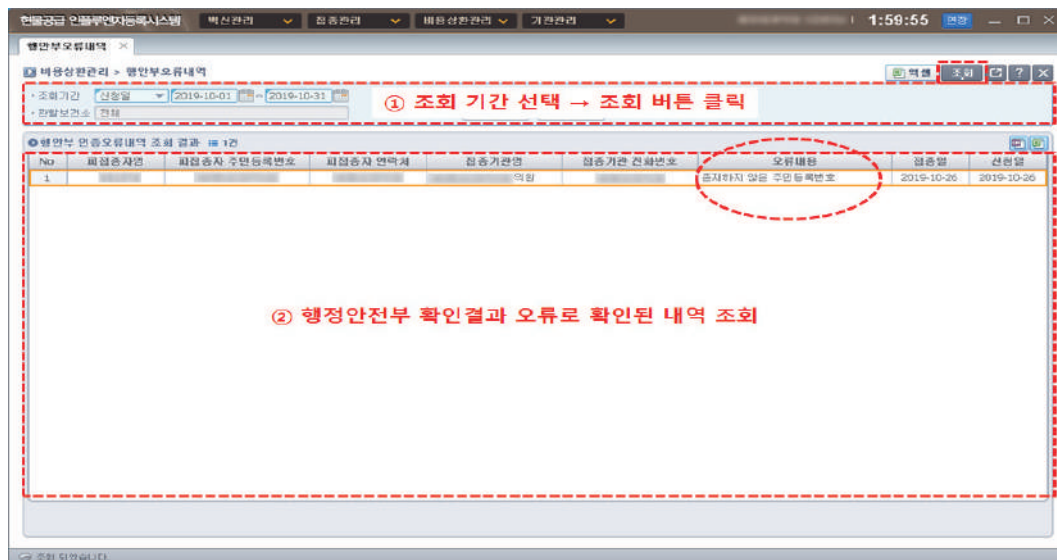 현물공급 인플루엔자등록시스템 백신관리 접종관리 비용상환관리 기관관리 1:59:55 연장
행안부오류내역
비용상환관리 > 행안부오류내역 엑셀 조회
조회기간 신청일 2019-10-01 ~ 2019-10-31
관할보건소 전체
① 조회 기간 선택 → 조회 버튼 클릭
행안부 인증오류내역 조회 결과 1건
No 피접종자명 피접종자 주민등록번호 피접종자 연락처 접종기관명 접종기관 전화번호 오류내용 접종일 신청일
1 의원 존재하지 않은 주민등록번호 2019-10-26 2019-10-26
② 행정안전부 확인결과 오류로 확인된 내역 조회
조회 되었습니다.